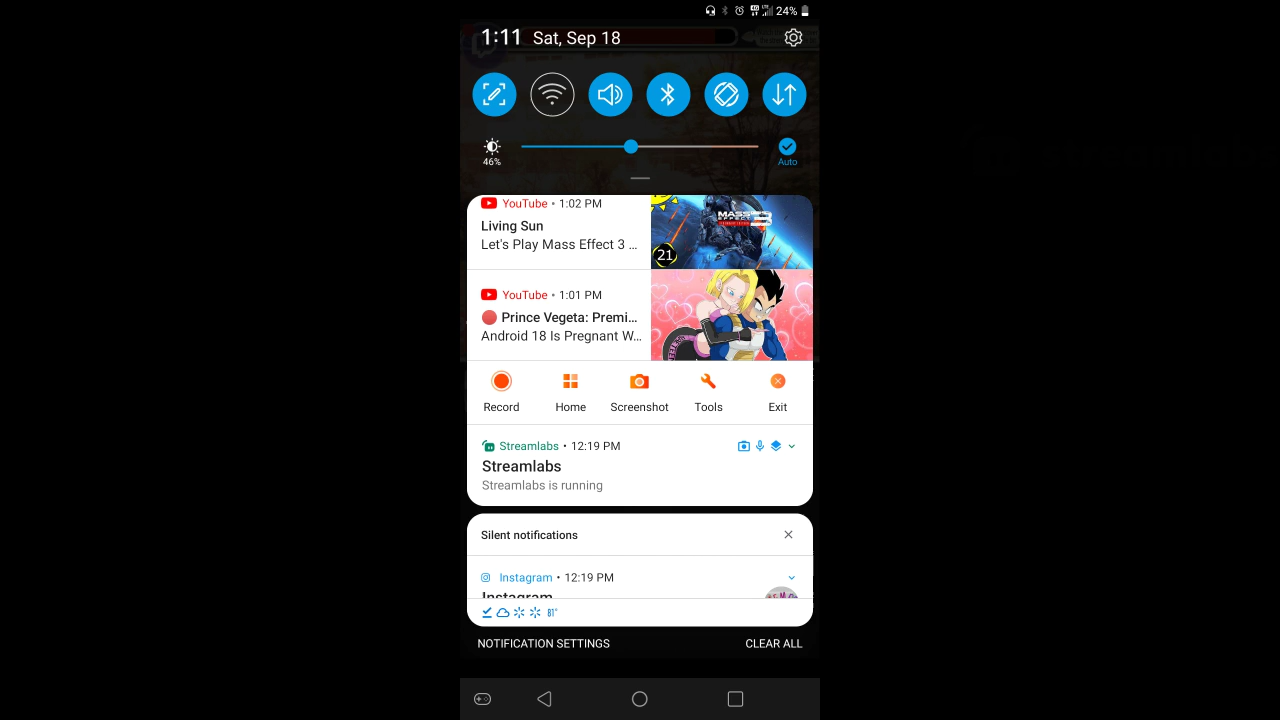 24%
1:11 Sat, Sep 18
46%
Auto
YouTube • 1:02 PM
Living Sun
Let's Play Mass Effect 3 ...
MASS EFFECT 3
21
YouTube • 1:01 PM
🔴 Prince Vegeta: Premi...
Android 18 Is Pregnant W...
Record Home Screenshot Tools Exit
Streamlabs • 12:19 PM
Streamlabs
Streamlabs is running
Silent notifications
Instagram • 12:19 PM
Instagram
81°
NOTIFICATION SETTINGS CLEAR ALL